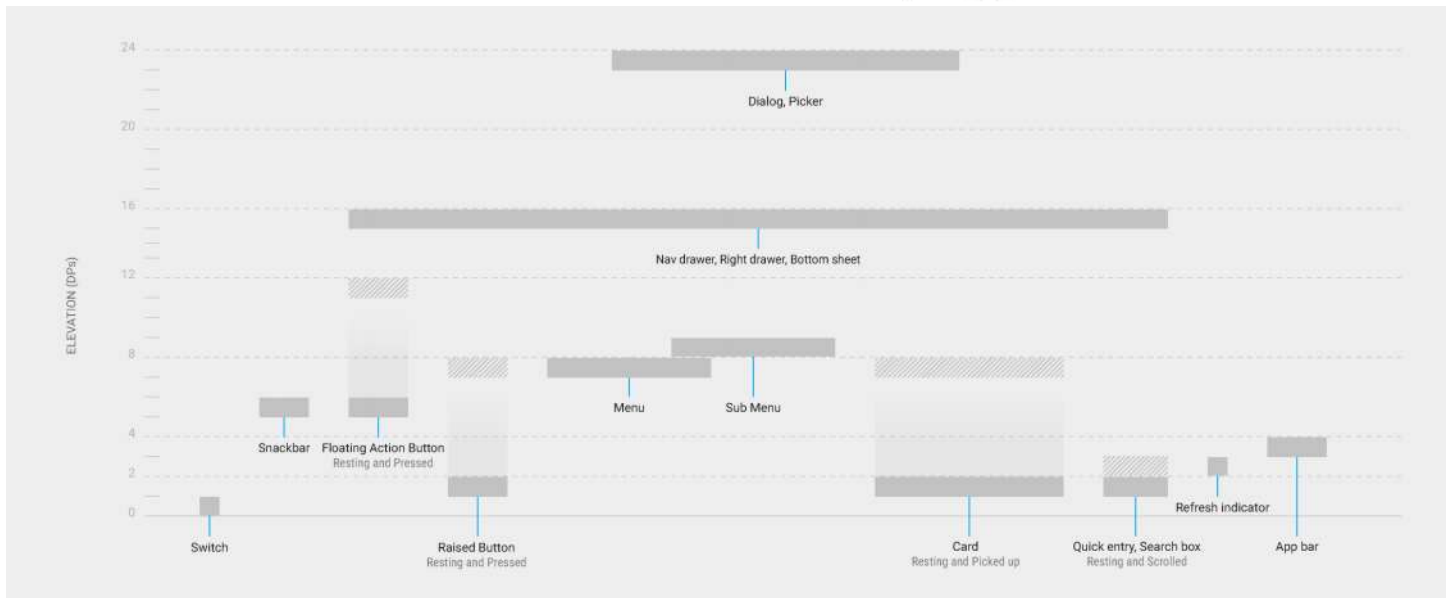 24
Dialog, Picker
20
16
Nav drawer, Right drawer, Bottom sheet
12
ELEVATION (DPs)
8
Menu
Sub Menu
4
Snackbar
Floating Action Button
Resting and Pressed
2
Refresh indicator
0
Switch
Raised Button
Resting and Pressed
Card
Resting and Picked up
Quick entry, Search box
Resting and Scrolled
App bar